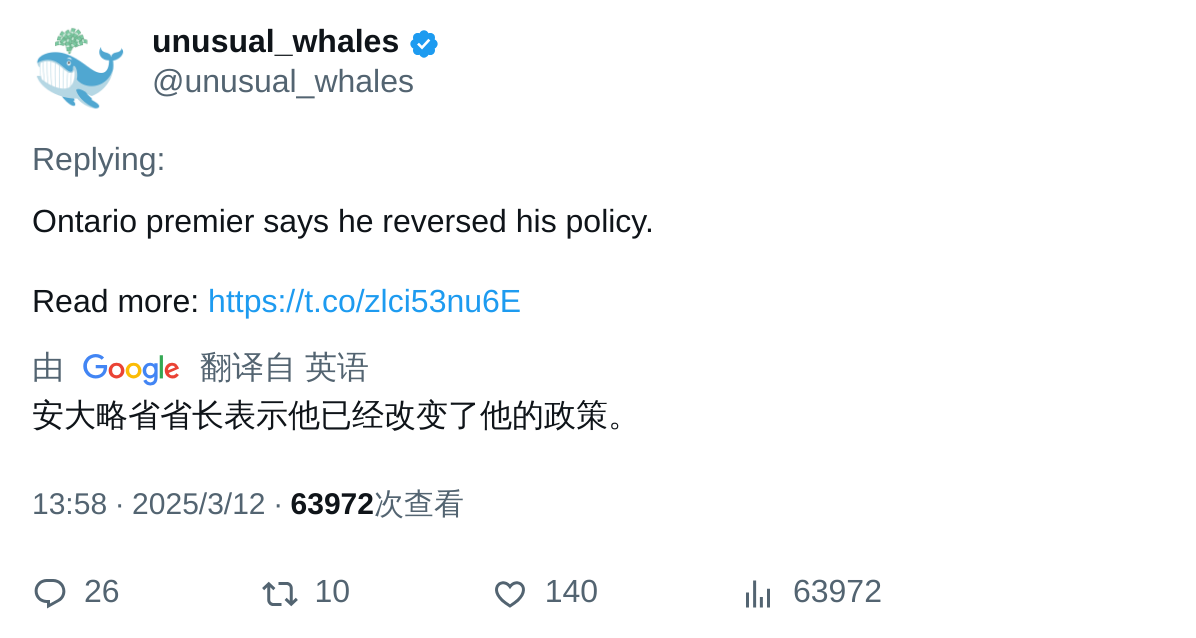 unusual_whales
@unusual_whales
Replying:
Ontario premier says he reversed his policy.
Read more: https://t.co/zlci53nu6E
由 Google 翻译自 英语
安大略省省长表示他已经改变了他的政策。
13:58 · 2025/3/12 · 63972次查看
26 10 140 63972